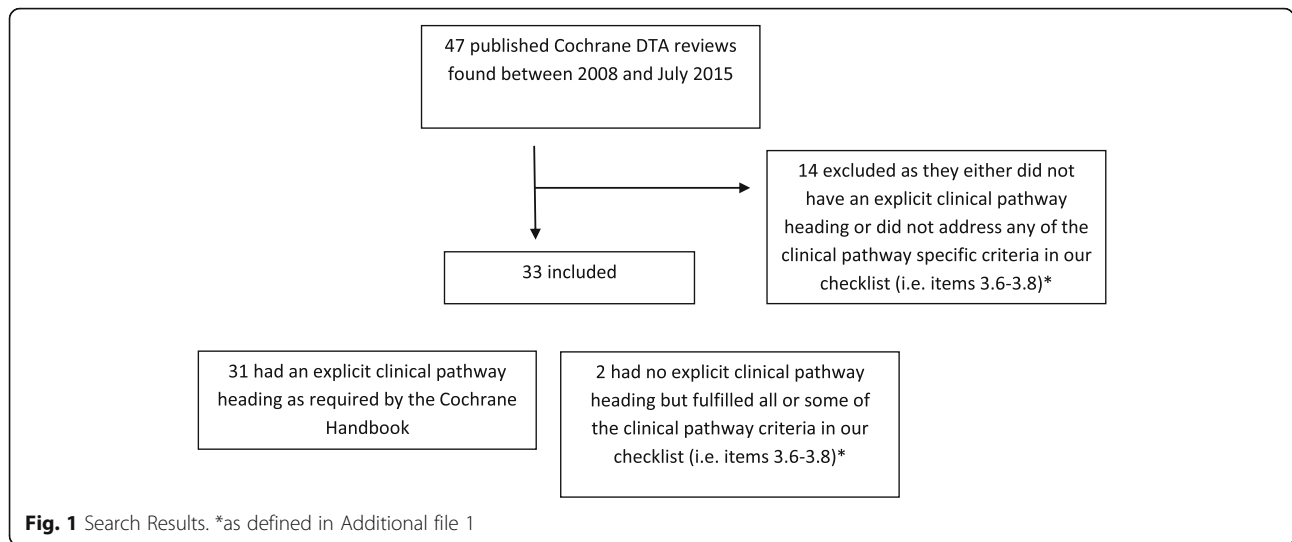 47 published Cochrane DTA reviews
found between 2008 and July 2015
14 excluded as they either did not
have an explicit clinical pathway
heading or did not address any of the
clinical pathway specific criteria in our
checklist (i.e. items 3.6-3.8)*
33 included
31 had an explicit clinical pathway
heading as required by the Cochrane
Handbook
2 had no explicit clinical pathway
heading but fulfilled all or some of
the clinical pathway criteria in our
checklist (i.e. items 3.6-3.8)*
Fig. 1 Search Results. *as defined in Additional file 1